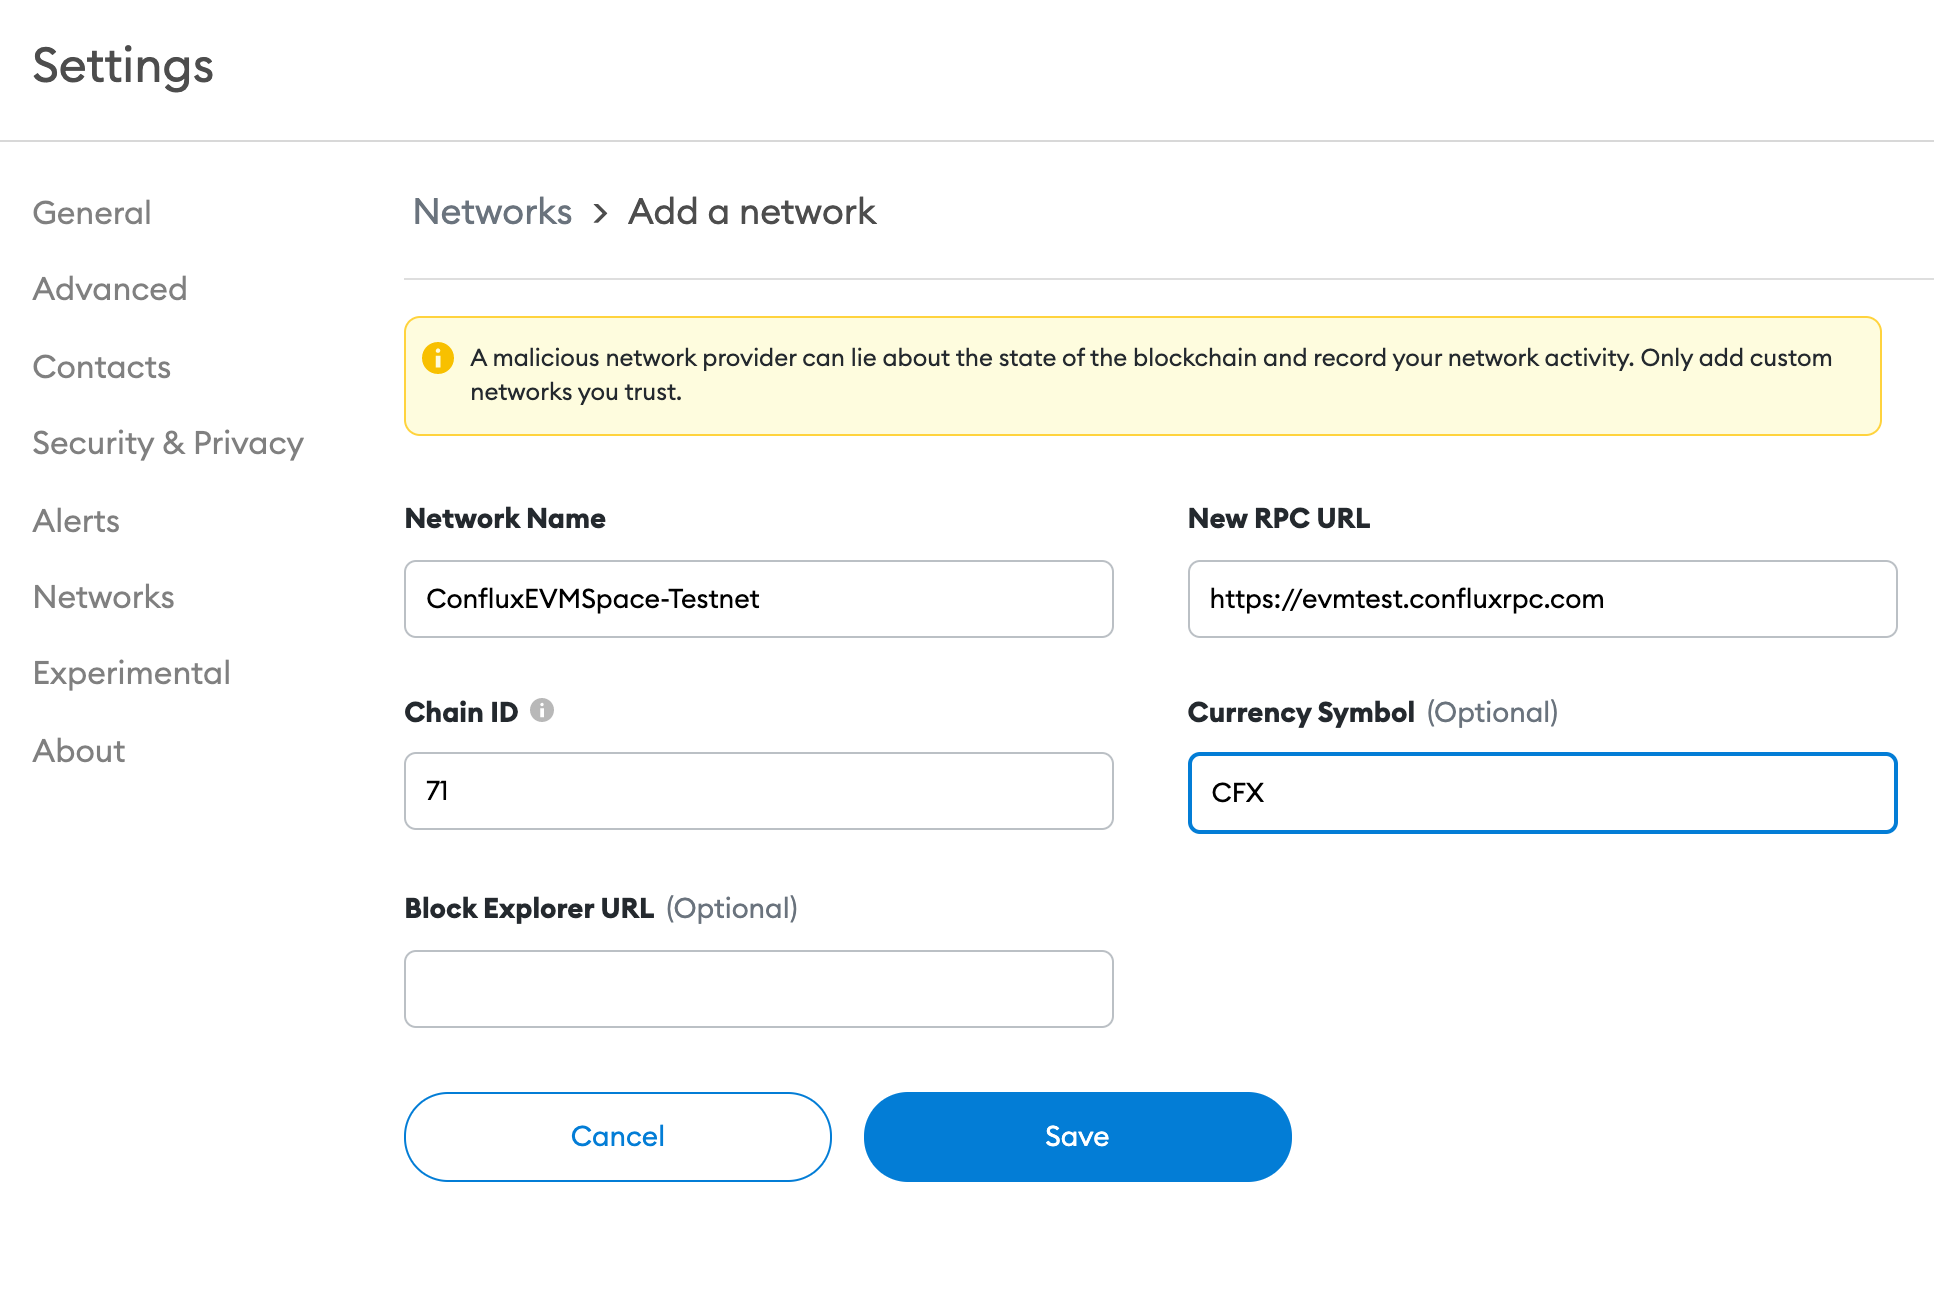 Settings
General
Advanced
Contacts
Security & Privacy
Alerts
Networks
Experimental
About
Networks > Add a network
A malicious network provider can lie about the state of the blockchain and record your network activity. Only add custom
networks you trust.
Network Name
ConfluxEVMSpace-Testnet
New RPC URL
https://evmtest.confluxrpc.com
Chain ID
71
Currency Symbol (Optional)
CFX
Block Explorer URL (Optional)
Cancel
Save